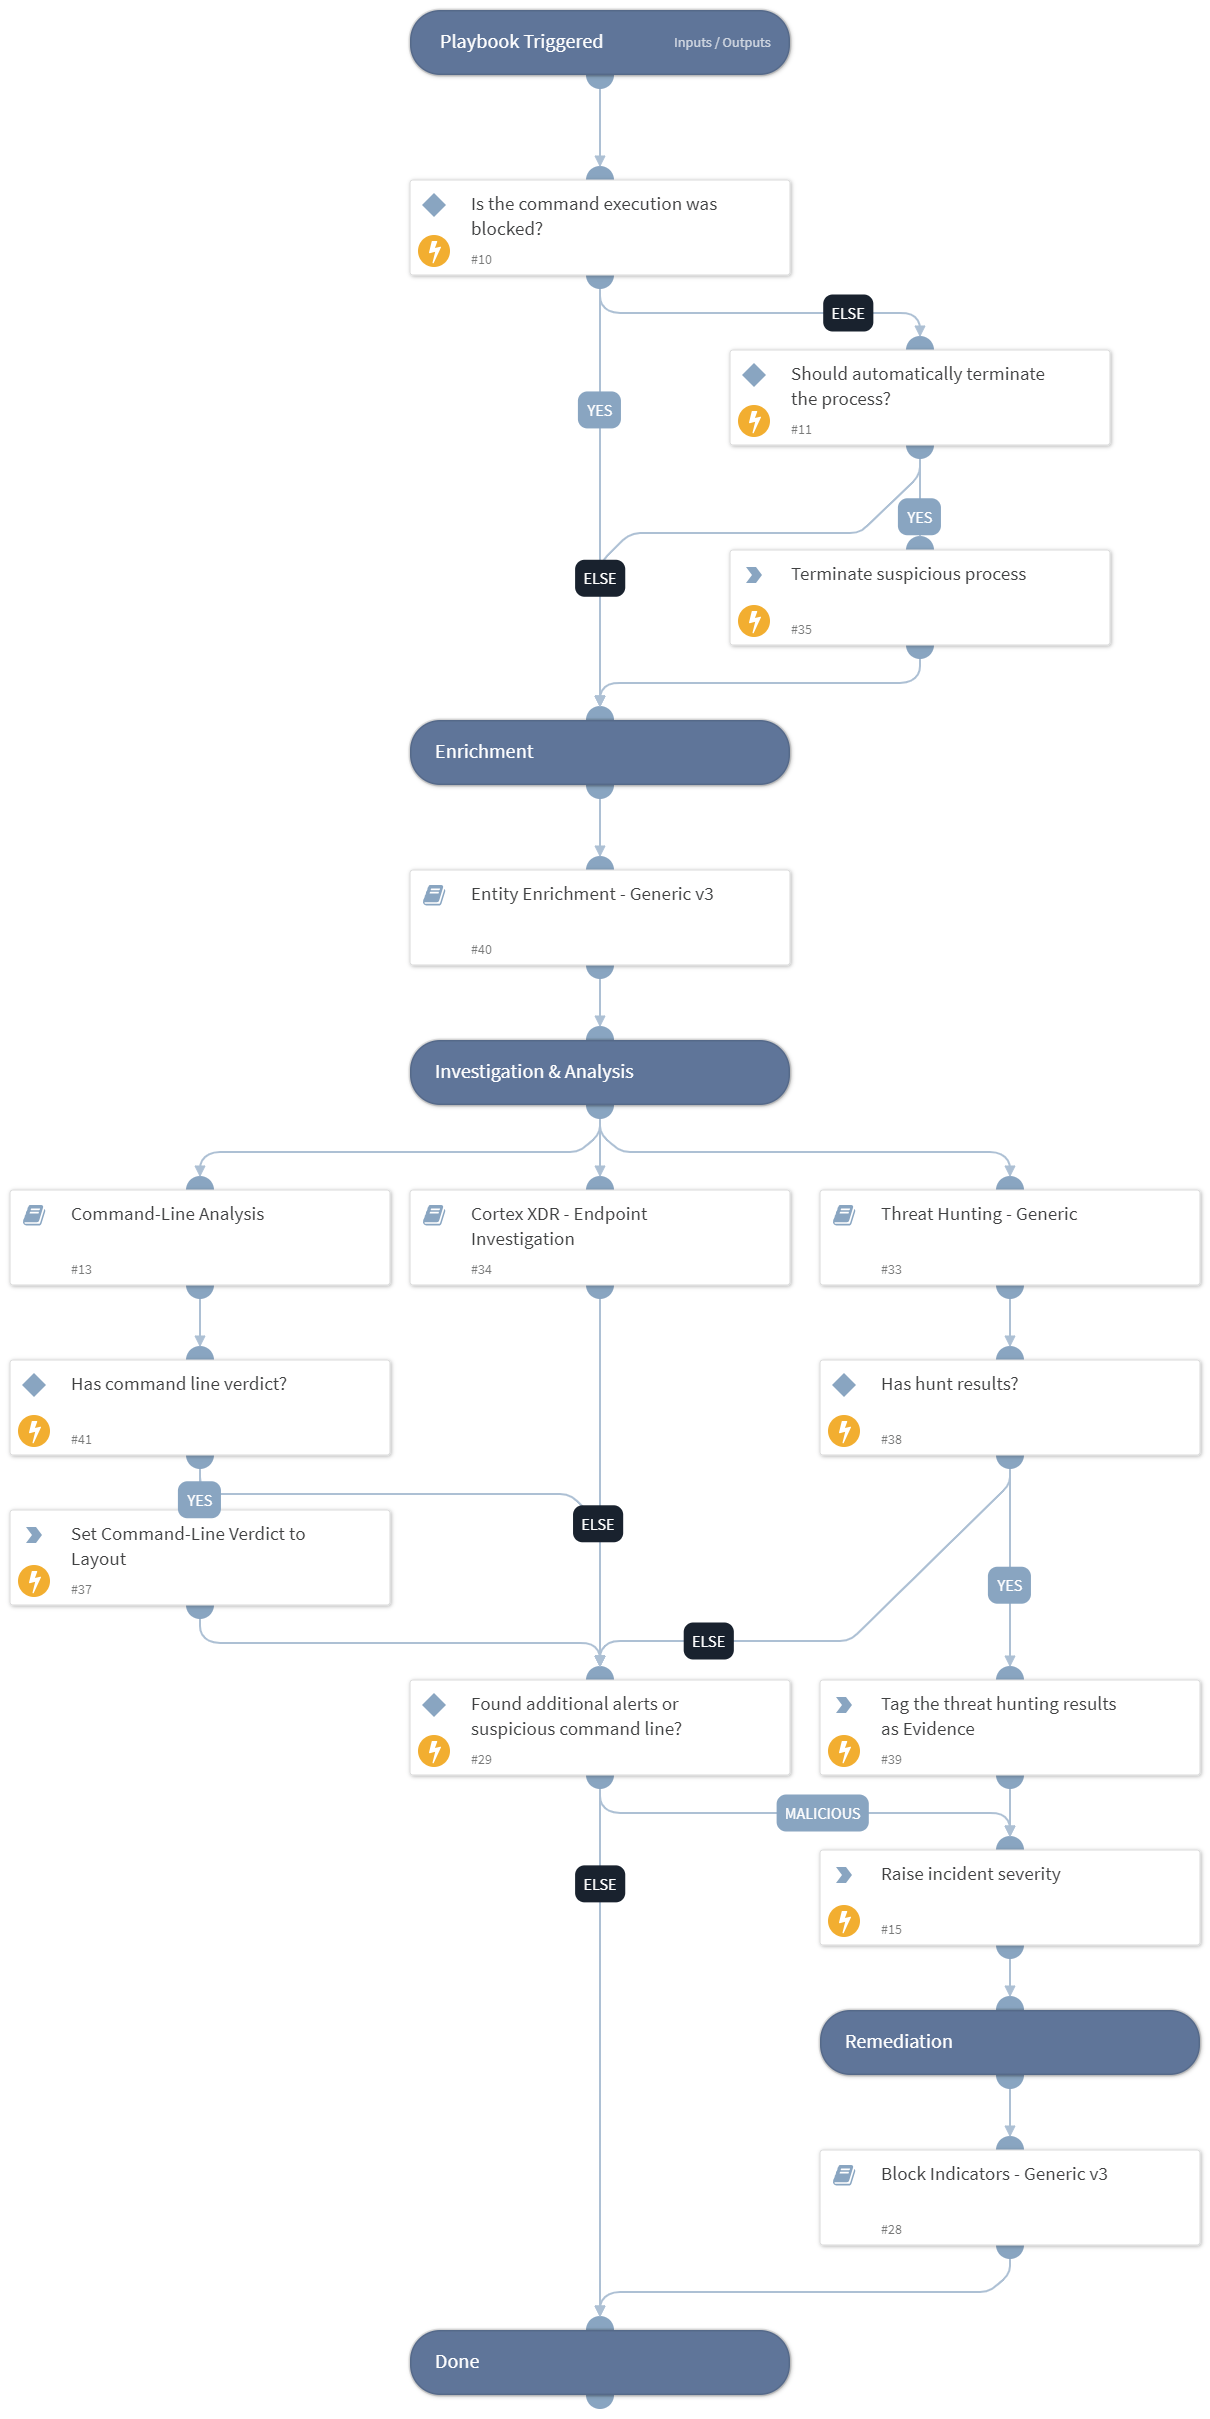 Playbook Triggered
Inputs / Outputs
Is the command execution was
blocked?
#10
ELSE
Should automatically terminate
the process?
#11
YES
YES
ELSE
Terminate suspicious process
#35
Enrichment
Entity Enrichment - Generic v3
#40
Investigation & Analysis
Command-Line Analysis
#13
Cortex XDR - Endpoint
Investigation
#34
Threat Hunting - Generic
#33
Has command line verdict?
#41
Has hunt results?
#38
YES
ELSE
Set Command-Line Verdict to
Layout
#37
YES
ELSE
Found additional alerts or
suspicious command line?
#29
Tag the threat hunting results
as Evidence
#39
MALICIOUS
ELSE
Raise incident severity
#15
Remediation
Block Indicators - Generic v3
#28
Done